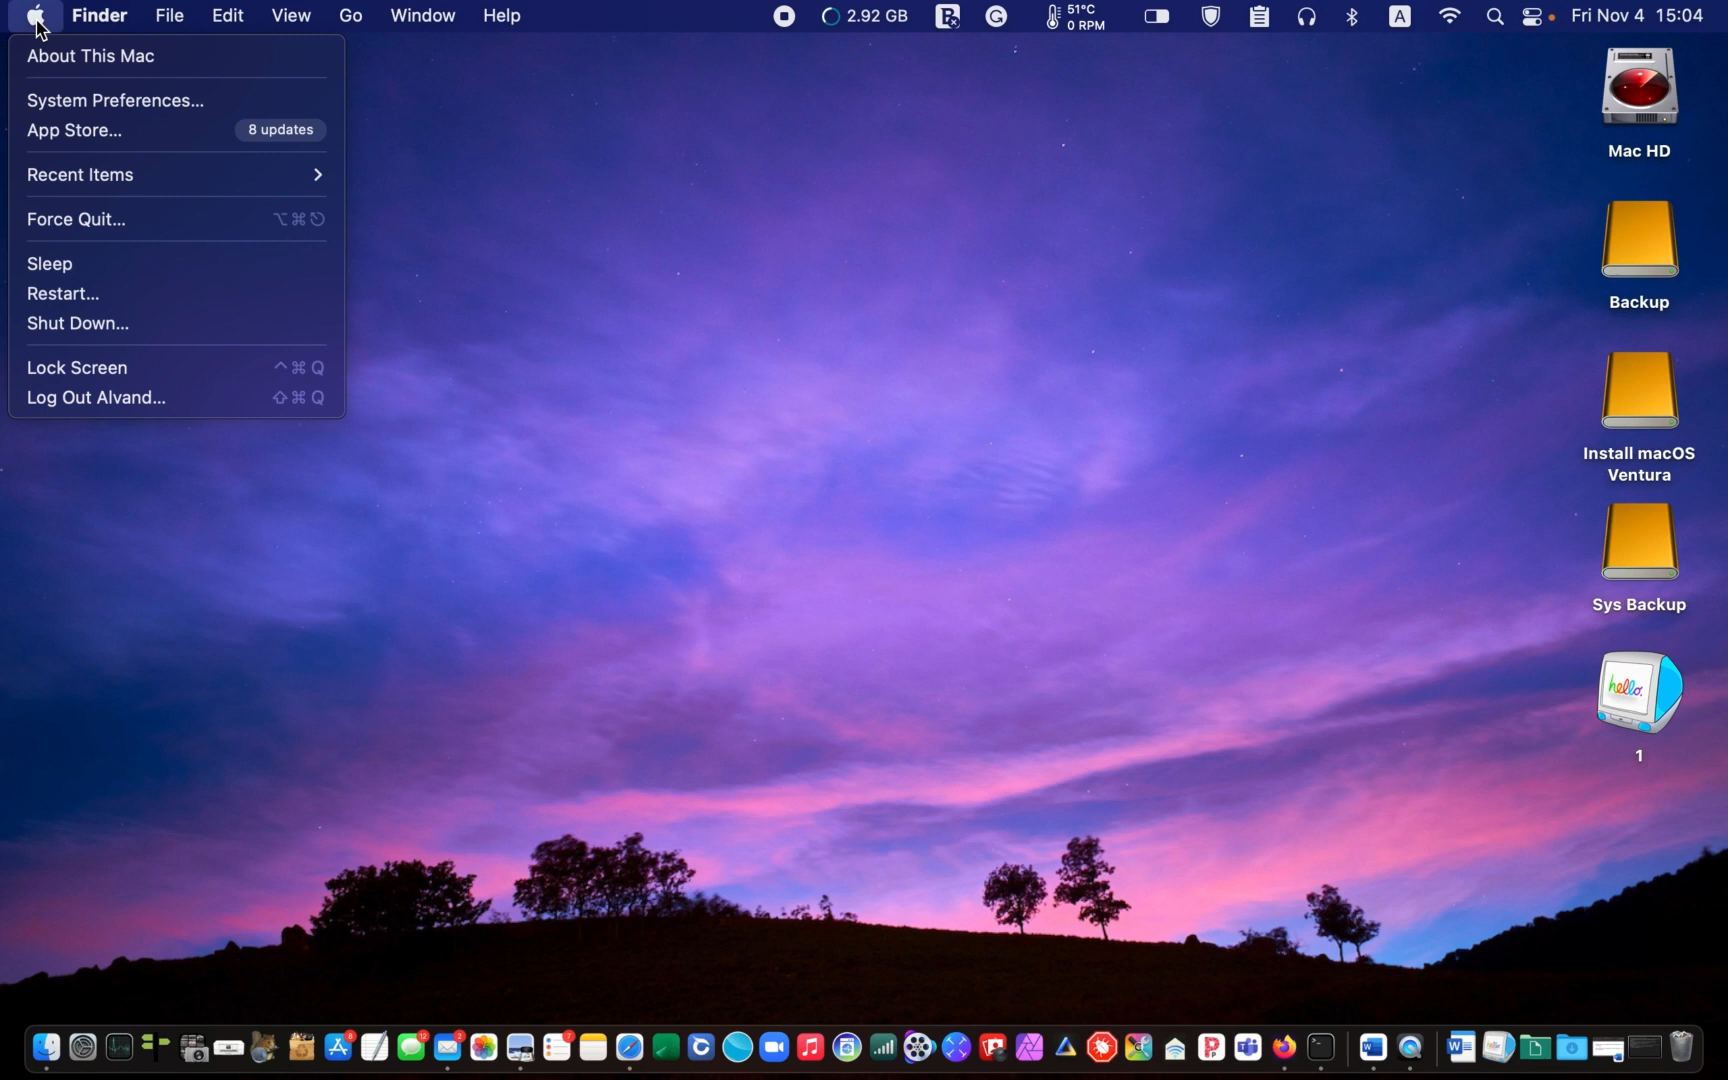 Finder File Edit View Go Window Help 2.92 GB 51°C 0 RPM A Fri Nov 4 15:04
About This Mac
System Preferences...
App Store... 8 updates
Recent Items
Force Quit... ⌥⌘⎋
Sleep
Restart...
Shut Down...
Lock Screen ^⌘Q
Log Out Alvand... ⇧⌘Q
Mac HD
Backup
Install macOS
Ventura
Sys Backup
hello.
1